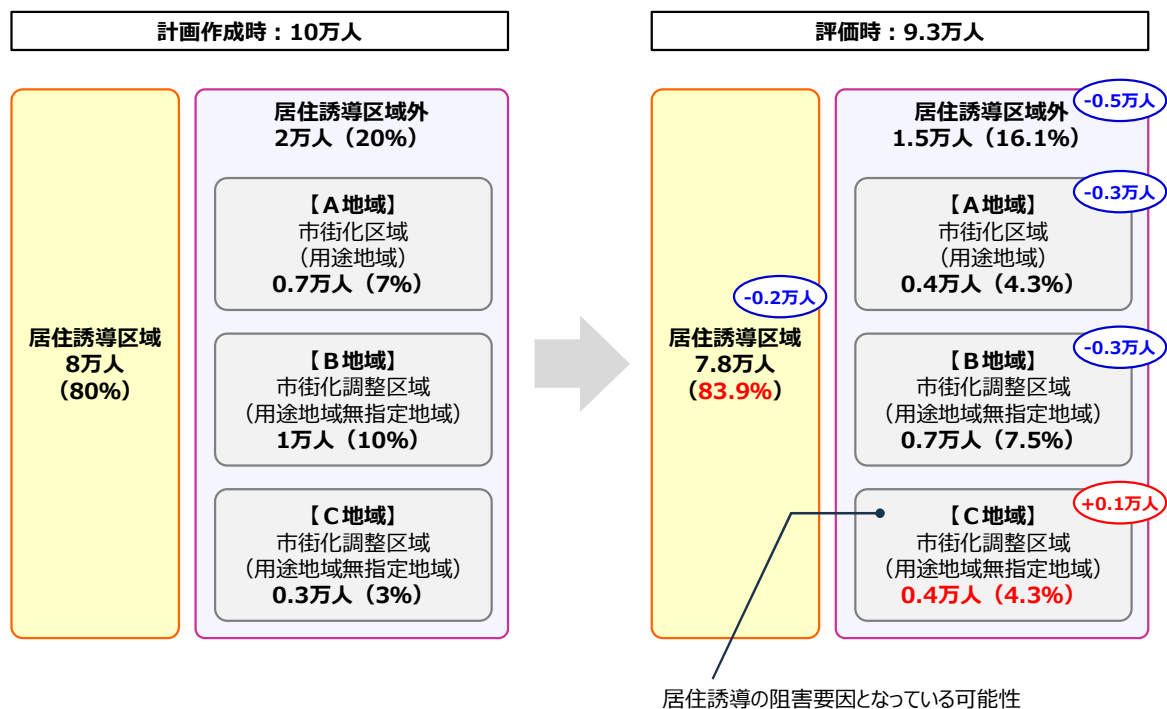 計画作成時：10万人
居住誘導区域
8万人
（80%）
居住誘導区域外
2万人（20%）
【A地域】
市街化区域
（用途地域）
0.7万人（7%）
【B地域】
市街化調整区域
（用途地域無指定地域）
1万人（10%）
【C地域】
市街化調整区域
（用途地域無指定地域）
0.3万人（3%）
評価時：9.3万人
-0.2万人
居住誘導区域
7.8万人
（83.9%）
-0.5万人
居住誘導区域外
1.5万人（16.1%）
-0.3万人
【A地域】
市街化区域
（用途地域）
0.4万人（4.3%）
-0.3万人
【B地域】
市街化調整区域
（用途地域無指定地域）
0.7万人（7.5%）
+0.1万人
【C地域】
市街化調整区域
（用途地域無指定地域）
0.4万人（4.3%）
居住誘導の阻害要因となっている可能性